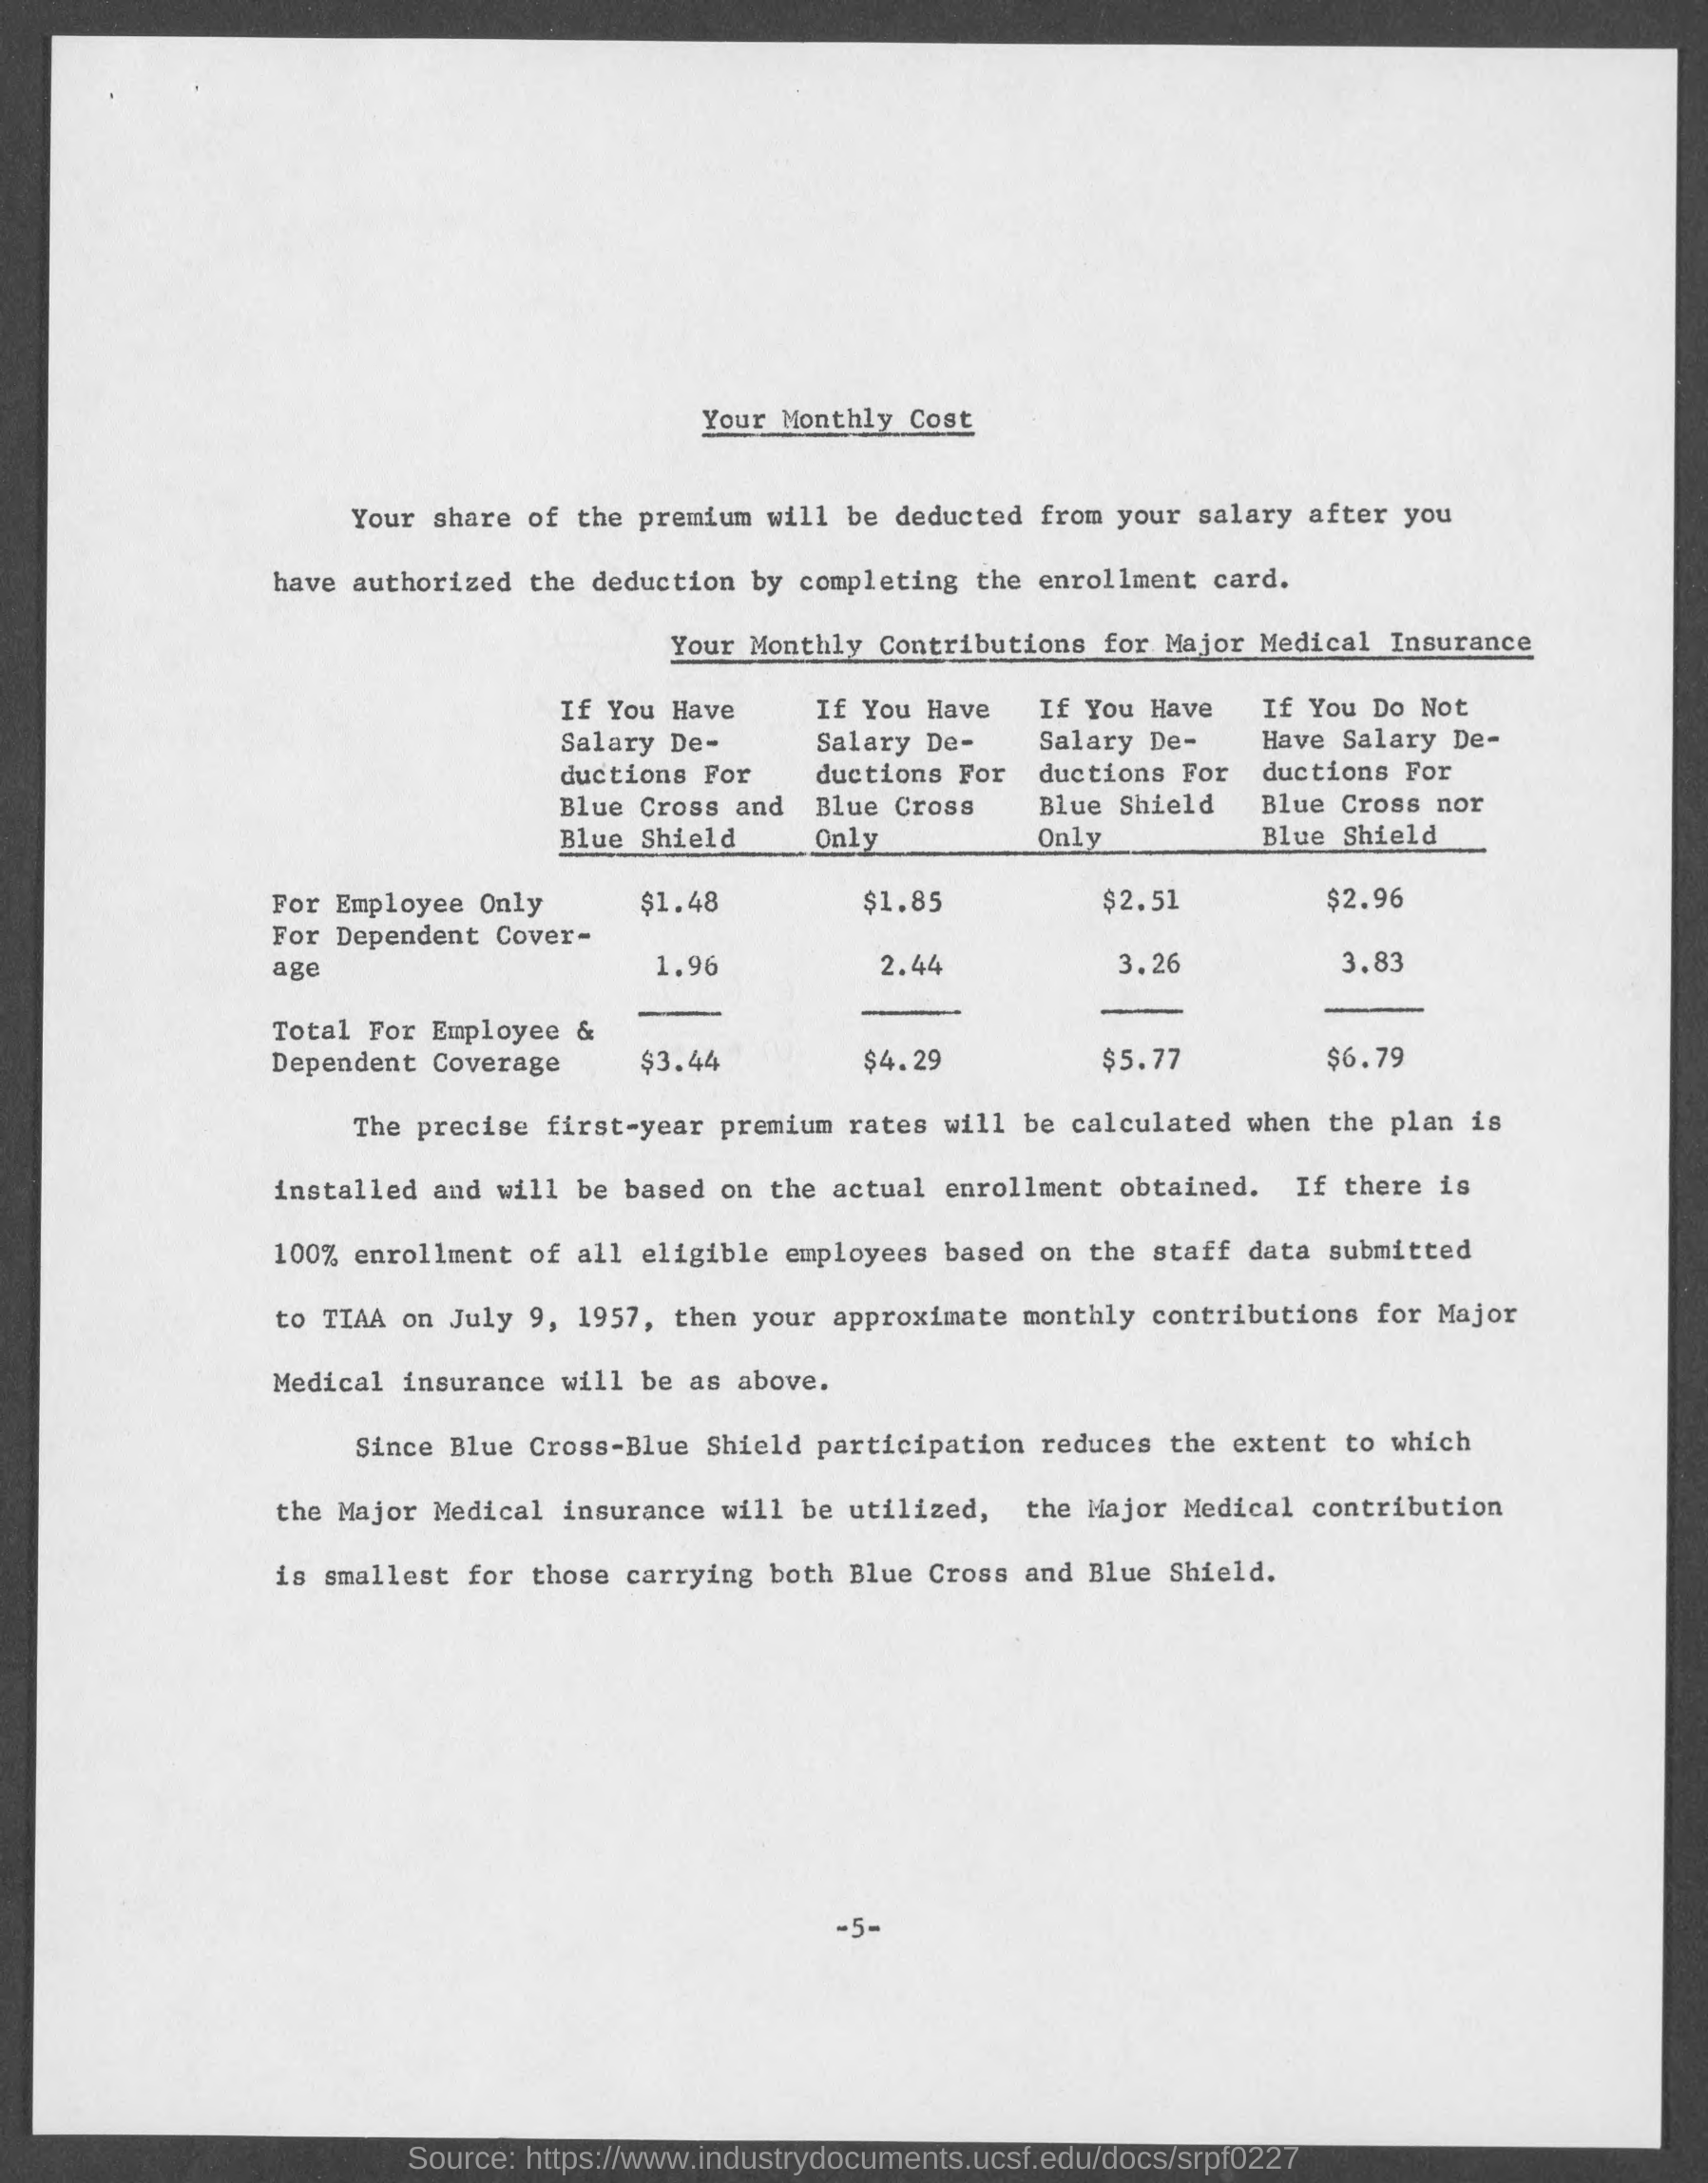 Your Monthly Cost
Your share of the premium will be deducted from your salary after you
have authorized the deduction by completing the enrollment card.
Your Monthly Contributions for Major Medical Insurance
If You Have If You Have If You Have If You Do Not
Salary De- Salary De- Salary De- Have Salary De-
ductions For ductions For ductions For ductions For
Blue Cross and Blue Cross Blue Shield Blue Cross nor
Blue Shield Only Only Blue Shield
For Employee Only $1.48 $1.85 $2.51 $2.96
For Dependent Cover-
age 1.96 2.44 3.26 3.83
Total For Employee &
Dependent Coverage $3.44 $4.29 $5.77 $6.79
The precise first-year premium rates will be calculated when the plan is
installed and will be based on the actual enrollment obtained. If there is
100% enrollment of all eligible employees based on the staff data submitted
to TIAA on July 9, 1957, then your approximate monthly contributions for Major
Medical insurance will be as above.
Since Blue Cross-Blue Shield participation reduces the extent to which
the Major Medical insurance will be utilized, the Major Medical contribution
is smallest for those carrying both Blue Cross and Blue Shield.
-5-
Source: https://www.industrydocuments.ucsf.edu/docs/srpf0227